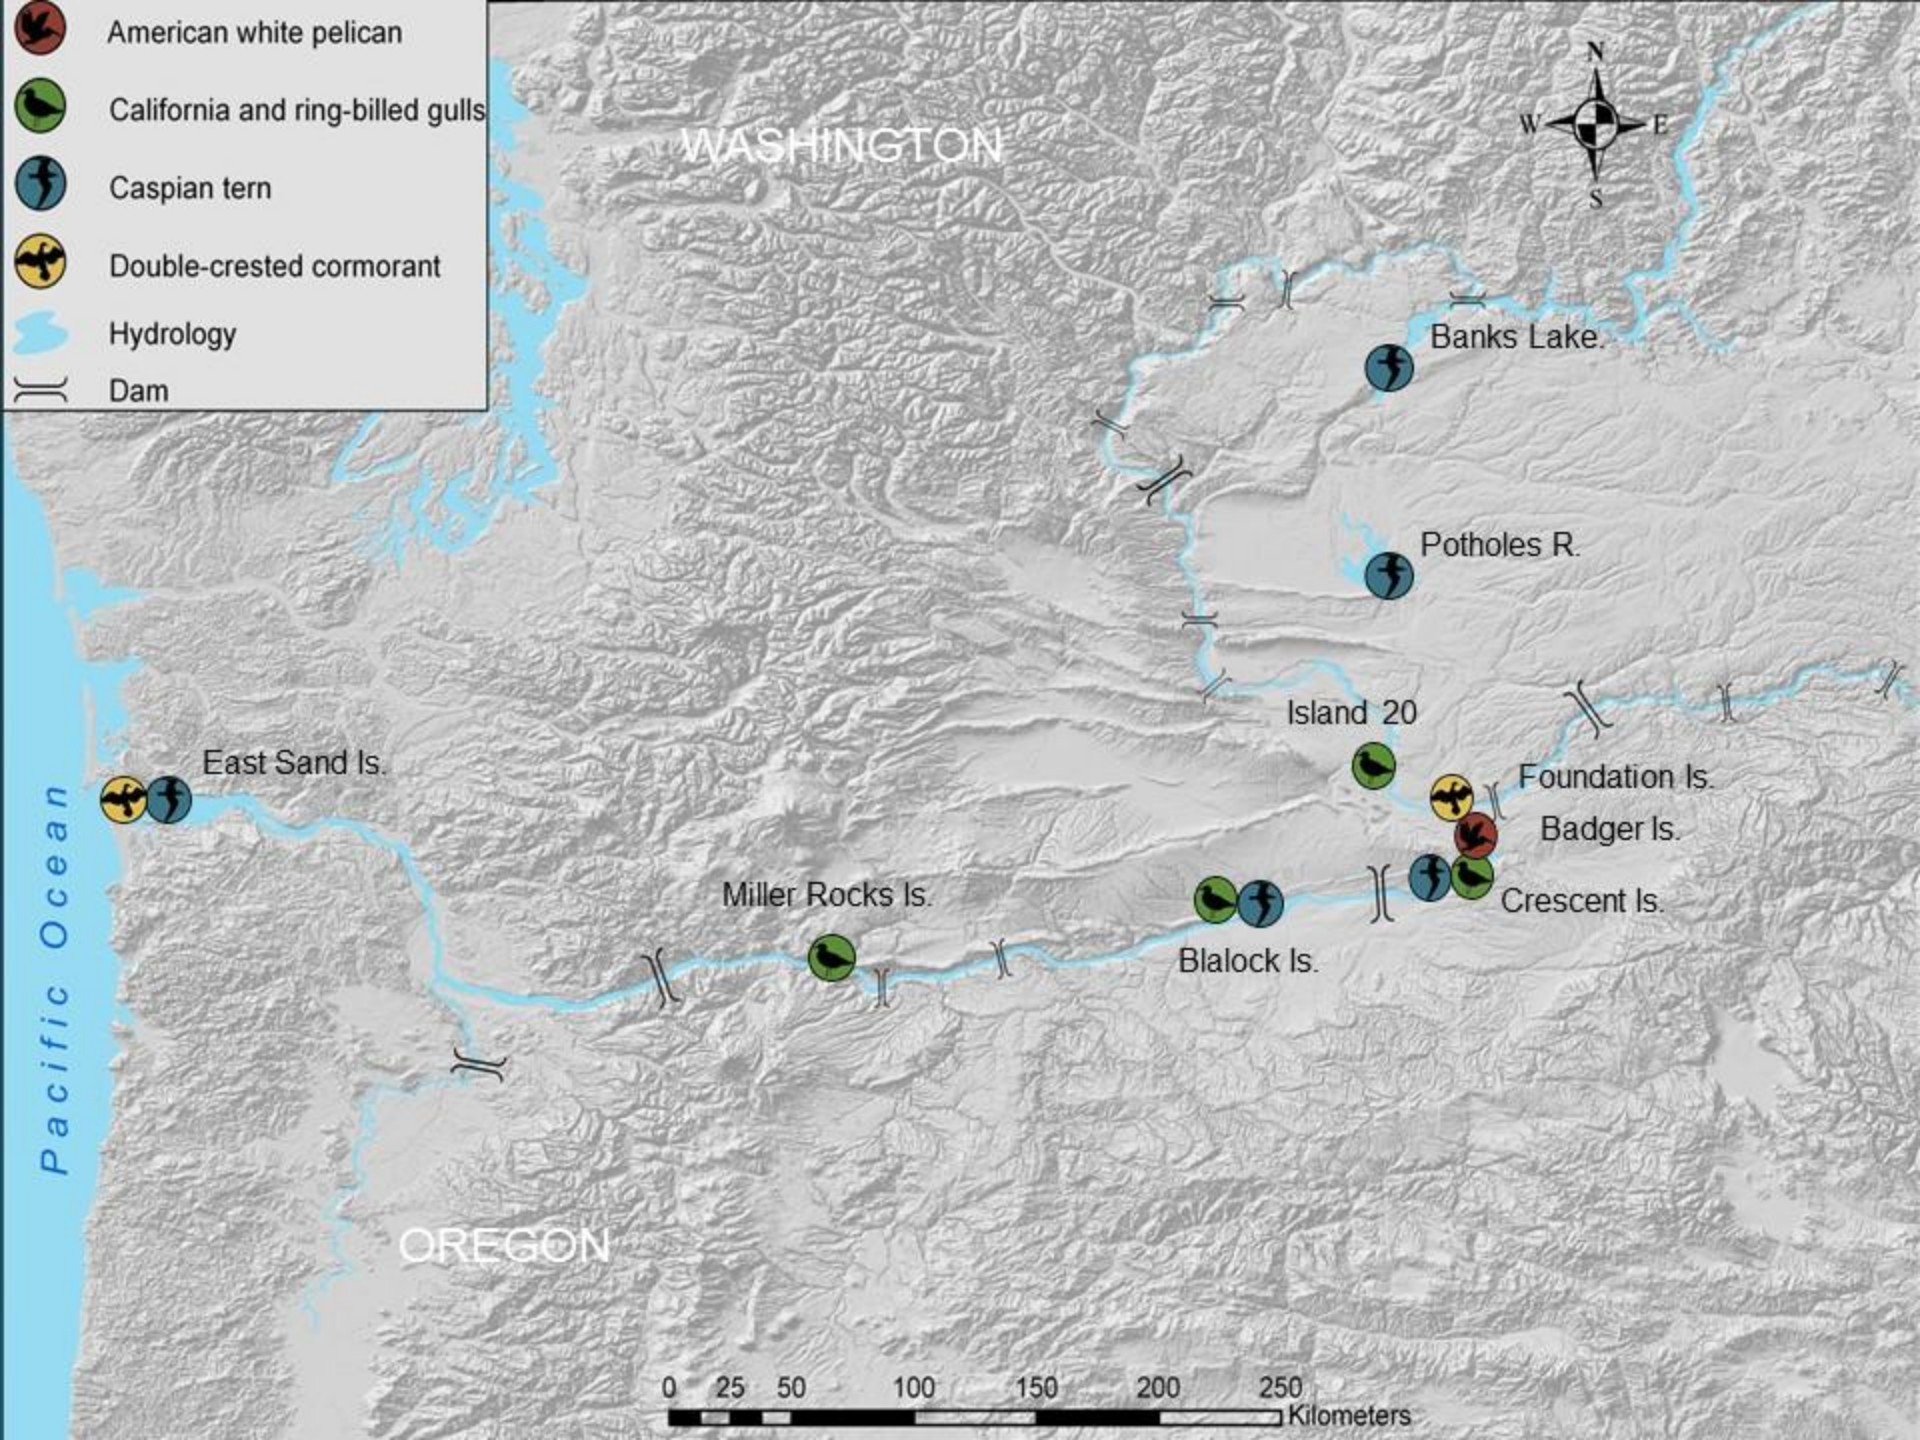 American white pelican
California and ring-billed gulls
Caspian tern
Double-crested cormorant
Hydrology
Dam
WASHINGTON
N
W E
S
Banks Lake.
Potholes R.
Island 20
East Sand Is.
Foundation Is.
Badger Is.
Miller Rocks Is.
Crescent Is.
Blalock Is.
Pacific Ocean
OREGON
0 25 50 100 150 200 250
Kilometers